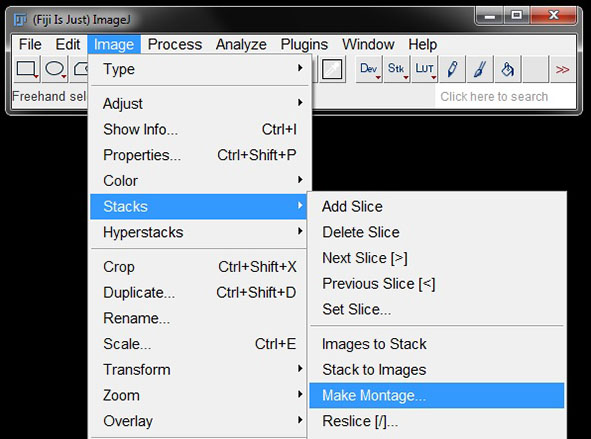 (Fiji Is Just) ImageJ
File Edit Image Process Analyze Plugins Window Help
Dev Stk LUT >>
Freehand sel
Click here to search
Type
Adjust
Show Info... Ctrl+I
Properties... Ctrl+Shift+P
Color
Stacks
Hyperstacks
Crop Ctrl+Shift+X
Duplicate... Ctrl+Shift+D
Rename...
Scale... Ctrl+E
Transform
Zoom
Overlay
Add Slice
Delete Slice
Next Slice [>]
Previous Slice [<]
Set Slice...
Images to Stack
Stack to Images
Make Montage...
Reslice [/]...